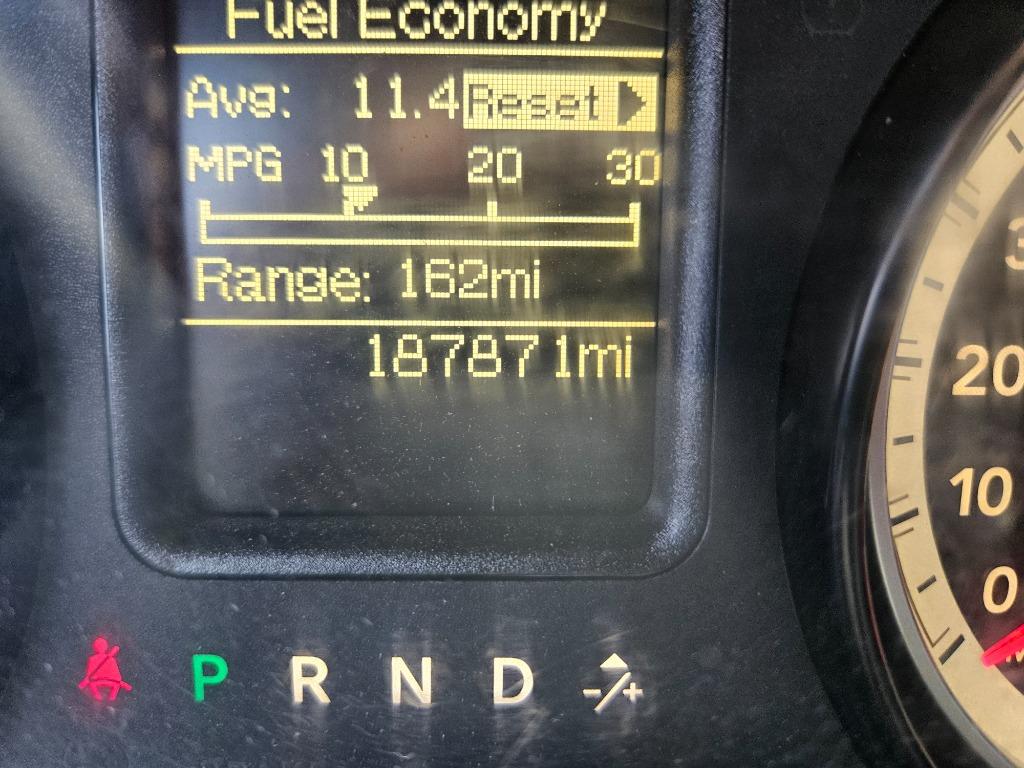 Fuel Economy
Avg: 11.4 Reset
MPG 10 20 30
Range: 162mi
187871mi
20
10
0
P R N D -/+